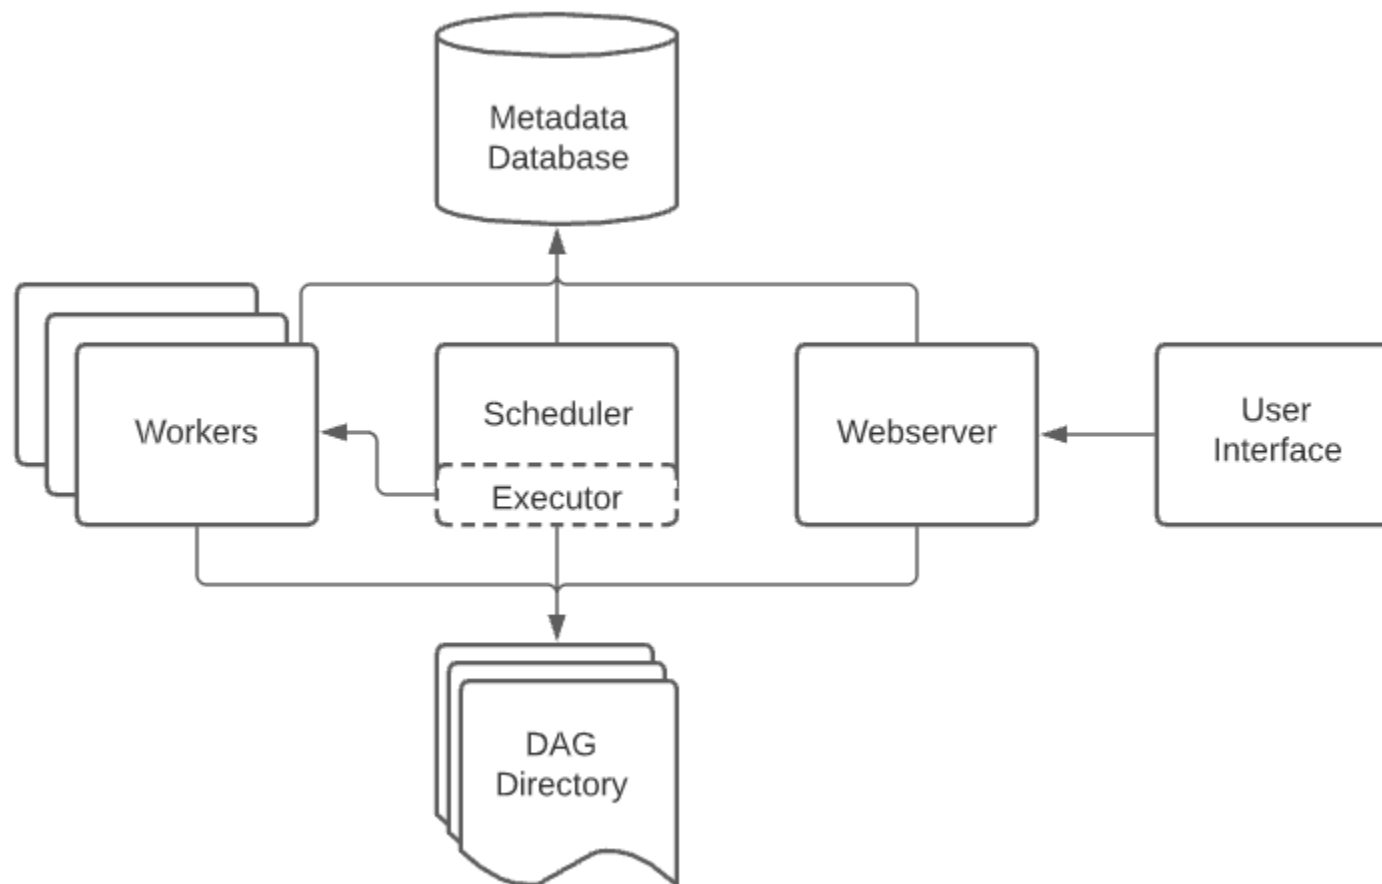 Metadata
Database
Workers
Scheduler
Executor
Webserver
User
Interface
DAG
Directory